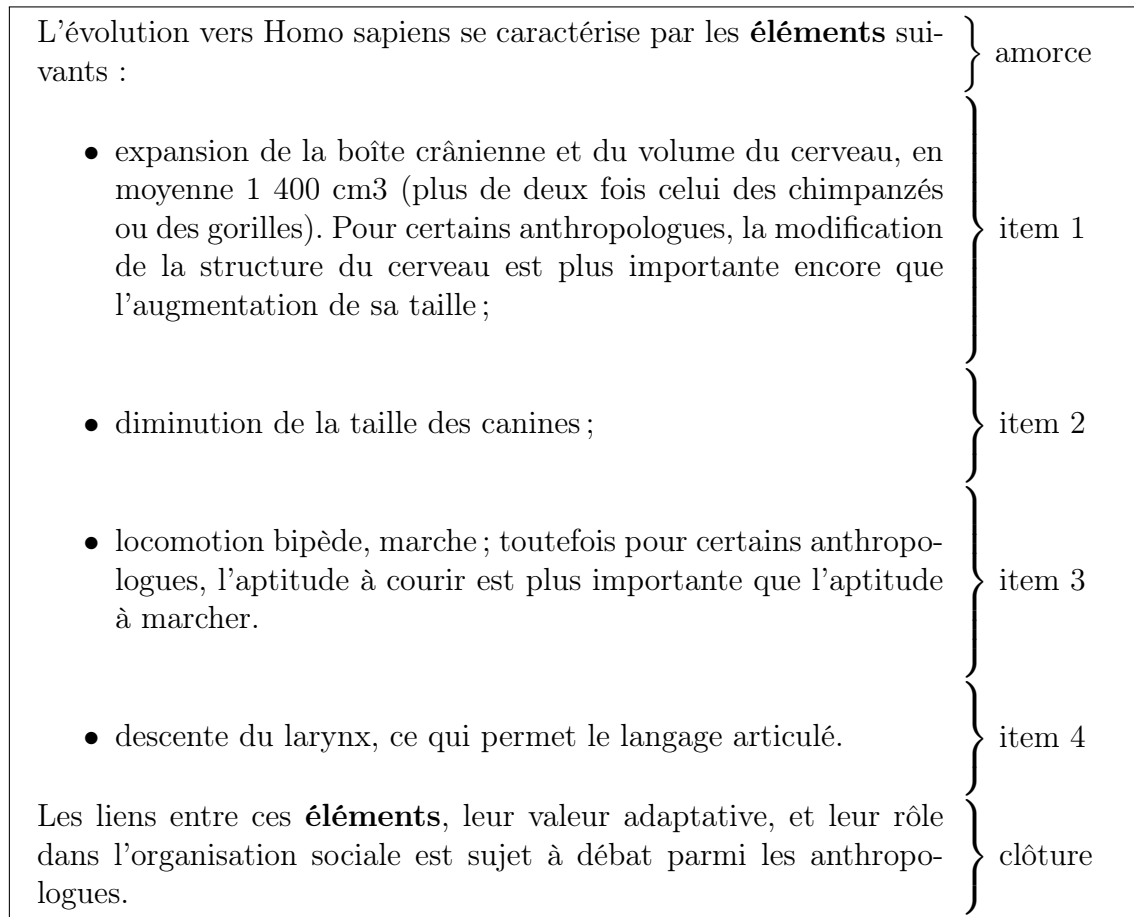 L'évolution vers Homo sapiens se caractérise par les éléments sui-
vants :
amorce
• expansion de la boîte crânienne et du volume du cerveau, en
moyenne 1 400 cm3 (plus de deux fois celui des chimpanzés
ou des gorilles). Pour certains anthropologues, la modification
de la structure du cerveau est plus importante encore que
l'augmentation de sa taille ;
item 1
• diminution de la taille des canines ;
item 2
• locomotion bipède, marche ; toutefois pour certains anthropo-
logues, l'aptitude à courir est plus importante que l'aptitude
à marcher.
item 3
• descente du larynx, ce qui permet le langage articulé.
item 4
Les liens entre ces éléments, leur valeur adaptative, et leur rôle
dans l'organisation sociale est sujet à débat parmi les anthropo-
logues.
clôture